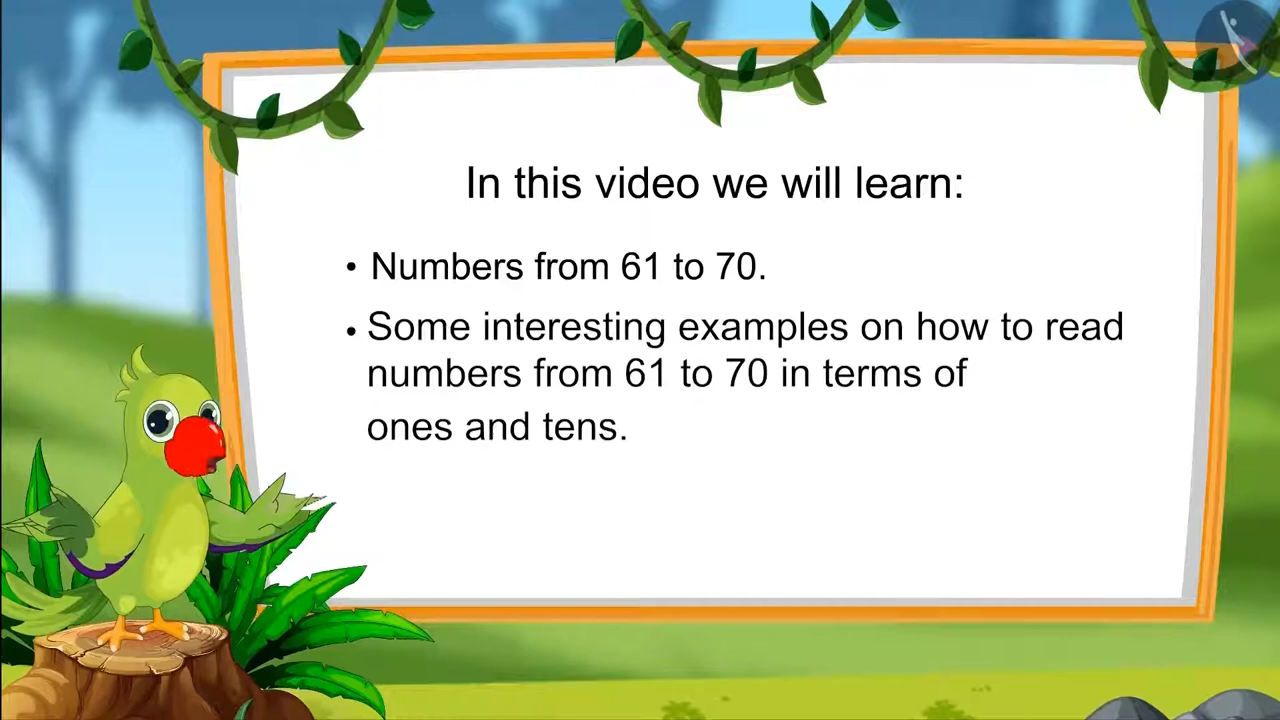 In this video we will learn:
• Numbers from 61 to 70.
• Some interesting examples on how to read
numbers from 61 to 70 in terms of
ones and tens.